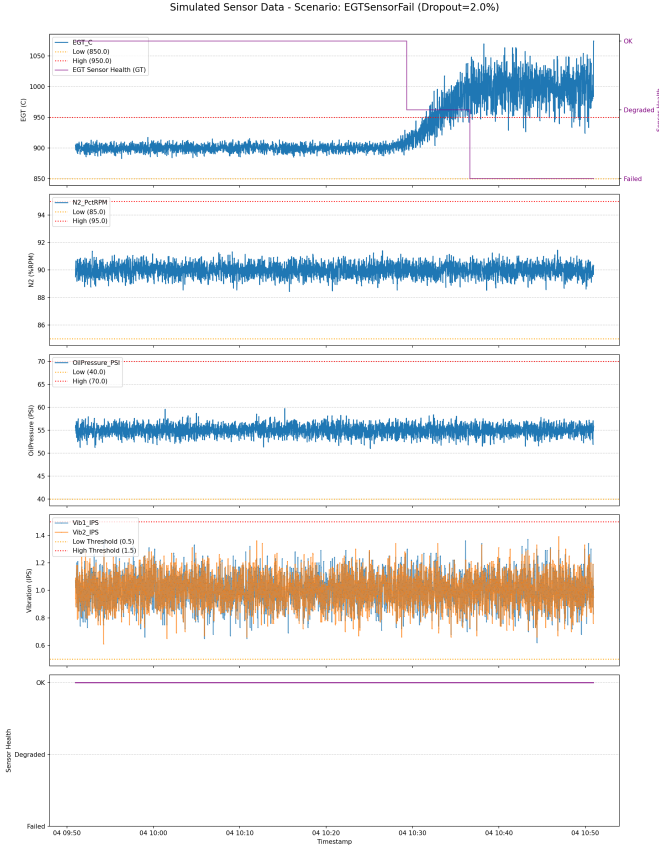 Simulated Sensor Data - Scenario: EGTSensorFail (Dropout=2.0%)
EGT_C
Low (850.0)
High (950.0)
EGT Sensor Health (GT)
1050
1000
950
900
850
EGT (C)
OK
Degraded
Failed
N2_PctRPM
Low (85.0)
High (95.0)
94
92
90
88
86
N2 (%RPM)
OilPressure_PSI
Low (40.0)
High (70.0)
70
65
60
55
50
45
40
OilPressure (PSI)
Vib1_IPS
Vib2_IPS
Low Threshold (0.5)
High Threshold (1.5)
1.4
1.2
1.0
0.8
0.6
Vibration (IPS)
OK
Degraded
Failed
Sensor Health
04 09:50
04 10:00
04 10:10
04 10:20
04 10:30
04 10:40
04 10:50
Timestamp